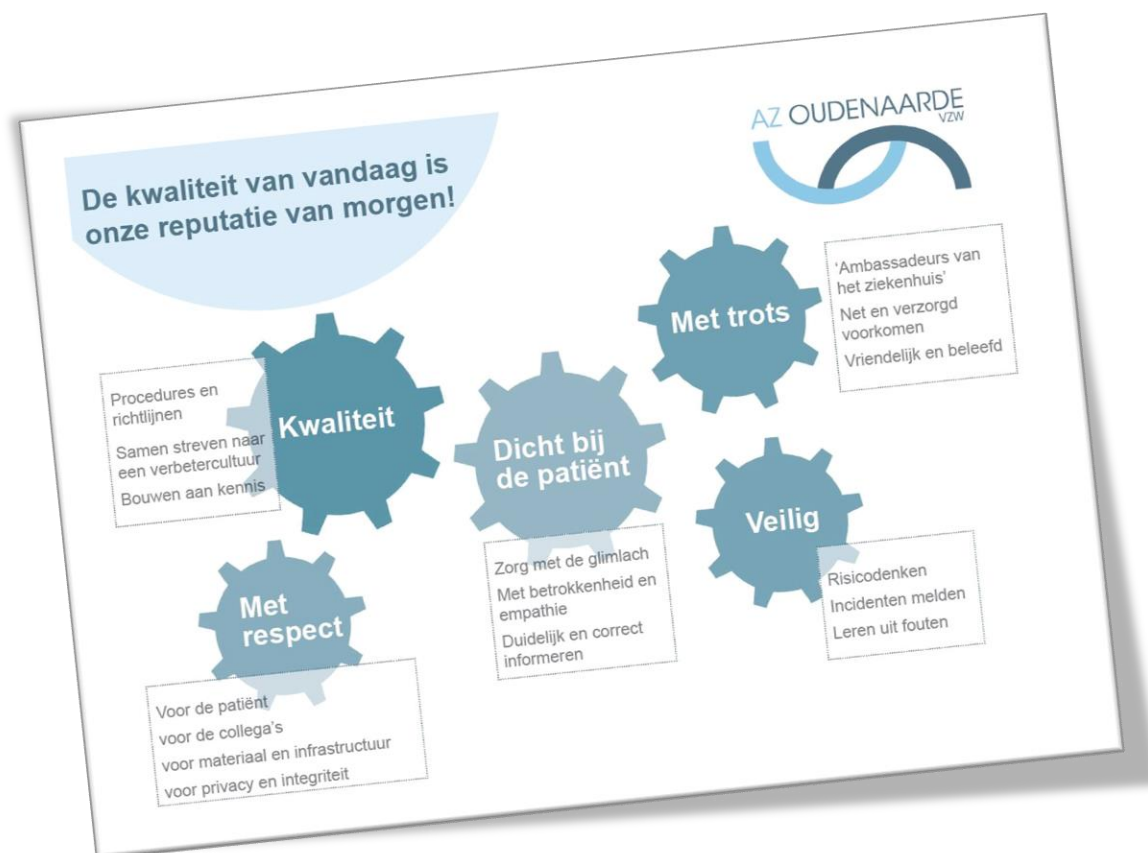 De kwaliteit van vandaag is
onze reputatie van morgen!
AZ OUDENAARDE
VZW
Met trots
'Ambassadeurs van
het ziekenhuis'
Net en verzorgd
voorkomen
Vriendelijk en beleefd
Kwaliteit
Procedures en
richtlijnen
Samen streven naar
een verbetercultuur
Bouwen aan kennis
Dicht bij
de patiënt
Zorg met de glimlach
Met betrokkenheid en
empathie
Duidelijk en correct
informeren
Veilig
Risicodenken
Incidenten melden
Leren uit fouten
Met
respect
Voor de patiënt
voor de collega's
voor materiaal en infrastructuur
voor privacy en integriteit